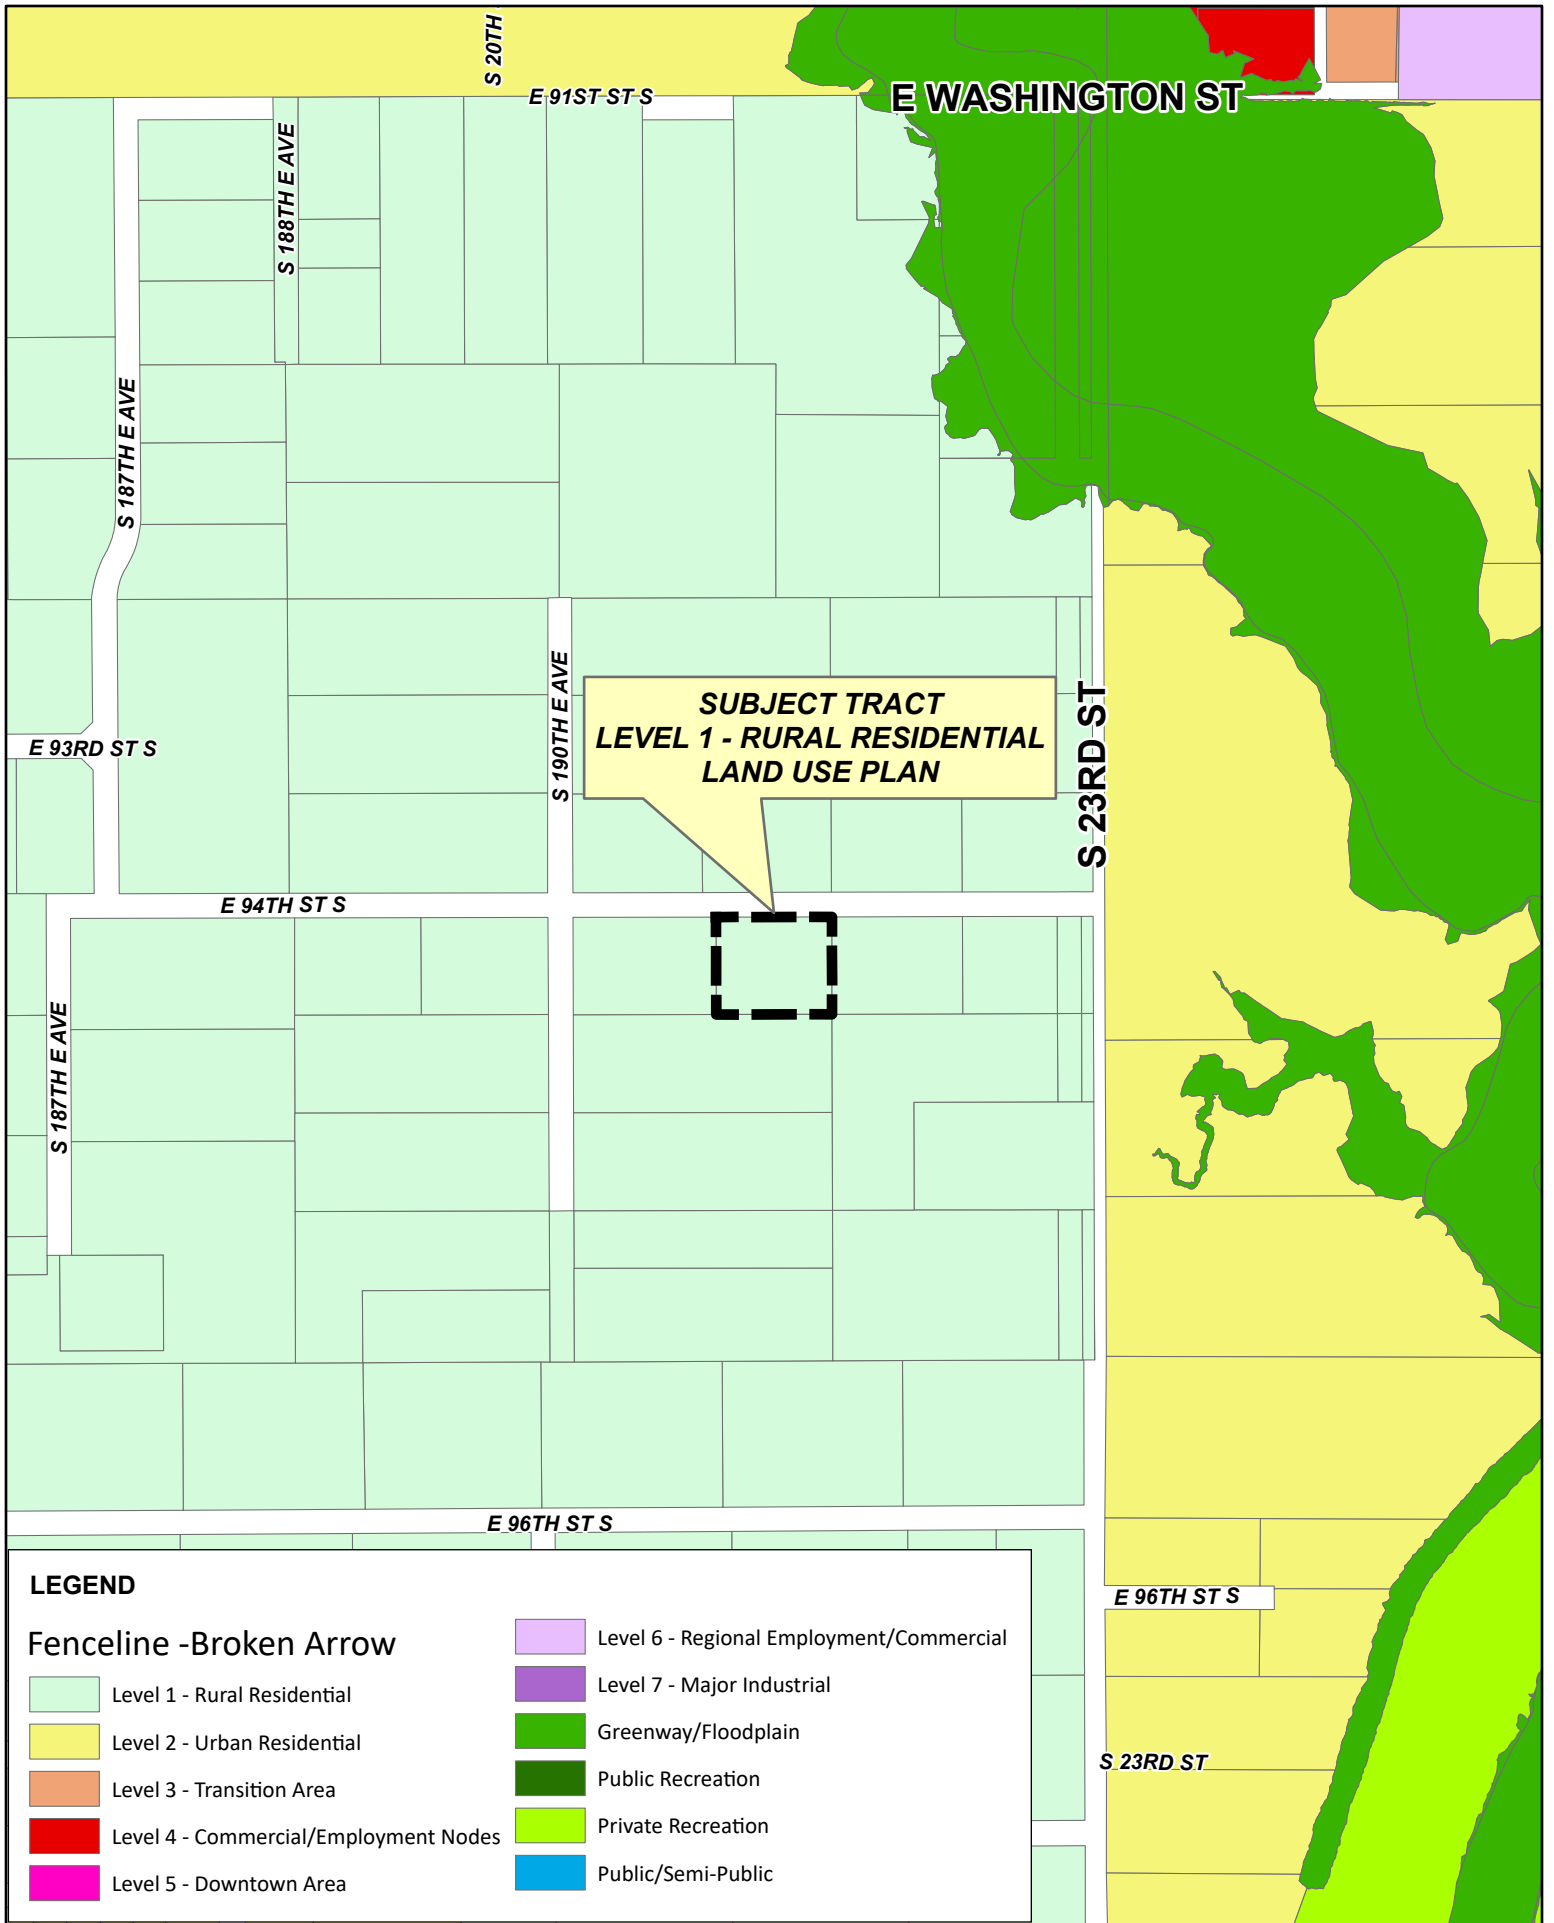 S 20TH
E 91ST ST S
E WASHINGTON ST
S 188TH E AVE
S 187TH E AVE
S 190TH E AVE
SUBJECT TRACT
LEVEL 1 - RURAL RESIDENTIAL
LAND USE PLAN
S 23RD ST
E 93RD ST S
E 94TH ST S
S 187TH E AVE
E 96TH ST S
E 96TH ST S
S 23RD ST
LEGEND
Fenceline -Broken Arrow
Level 1 - Rural Residential
Level 2 - Urban Residential
Level 3 - Transition Area
Level 4 - Commercial/Employment Nodes
Level 5 - Downtown Area
Level 6 - Regional Employment/Commercial
Level 7 - Major Industrial
Greenway/Floodplain
Public Recreation
Private Recreation
Public/Semi-Public